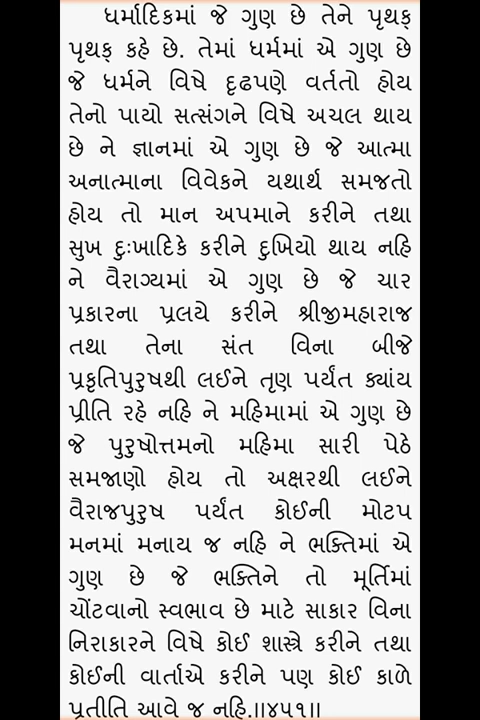 ધર્માદિકમાં જે ગુણ છે તેને પૃથક્
પૃથક્ કહે છે. તેમાં ધર્મમાં એ ગુણ છે
જે ધર્મને વિષે દૃઢપણે વર્તતો હોય
તેનો પાયો સત્સંગને વિષે અચલ થાય
છે ને જ્ઞાનમાં એ ગુણ છે જે આત્મા
અનાત્માના વિવેકને યથાર્થ સમજતો
હોય તો માન અપમાને કરીને તથા
સુખ દુઃખાદિકે કરીને દુખિયો થાય નહિ
ને વૈરાગ્યમાં એ ગુણ છે જે ચાર
પ્રકારના પ્રલયે કરીને શ્રીજીમહારાજ
તથા તેના સંત વિના બીજે
પ્રકૃતિપુરુષથી લઈને તૃણ પર્યંત ક્યાંય
પ્રીતિ રહે નહિ ને મહિમામાં એ ગુણ છે
જે પુરુષોત્તમનો મહિમા સારી પેઠે
સમજાણો હોય તો અક્ષરથી લઈને
વૈરાજપુરુષ પર્યંત કોઈની મોટપ
મનમાં મનાય જ નહિ ને ભક્તિમાં એ
ગુણ છે જે ભક્તિને તો મૂર્તિમાં
ચોંટવાનો સ્વભાવ છે માટે સાકાર વિના
નિરાકારને વિષે કોઈ શાસ્ત્રે કરીને તથા
કોઈની વાર્તાએ કરીને પણ કોઈ કાળે
પ્રતીતિ આવે જ નહિ.॥૪૫૧॥